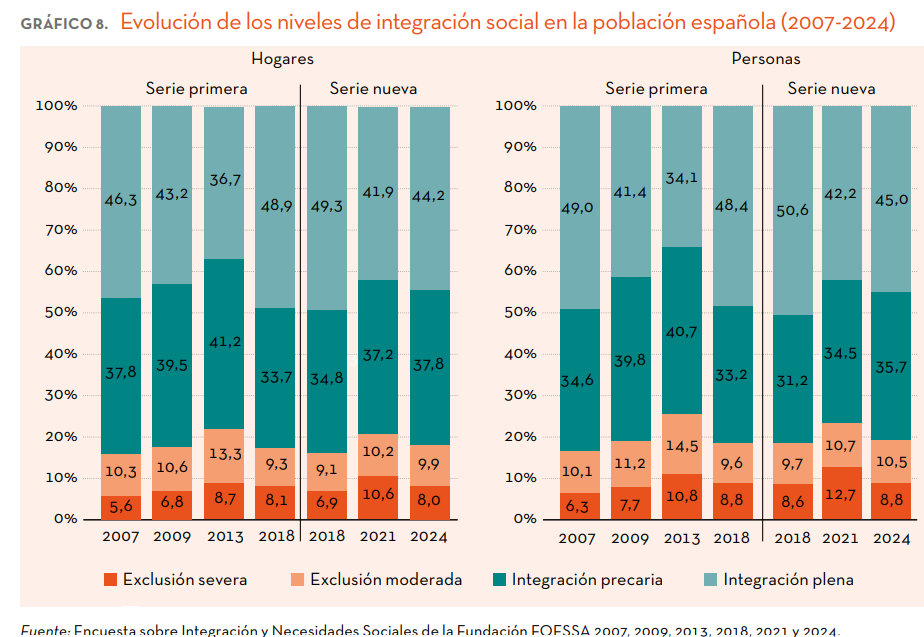 GRÁFICO 8. Evolución de los niveles de integración social en la población española (2007-2024)
Hogares
Serie primera Serie nueva
100%
90%
80%
70%
60%
50%
40%
30%
20%
10%
0%
46,3 43,2 36,7 48,9 49,3 41,9 44,2
37,8 39,5 41,2 33,7 34,8 37,2 37,8
10,3 10,6 13,3 9,3 9,1 10,2 9,9
5,6 6,8 8,7 8,1 6,9 10,6 8,0
2007 2009 2013 2018 2018 2021 2024
Personas
Serie primera Serie nueva
100%
90%
80%
70%
60%
50%
40%
30%
20%
10%
0%
49,0 41,4 34,1 48,4 50,6 42,2 45,0
34,6 39,8 40,7 33,2 31,2 34,5 35,7
10,1 11,2 14,5 9,6 9,7 10,7 10,5
6,3 7,7 10,8 8,8 8,6 12,7 8,8
2007 2009 2013 2018 2018 2021 2024
Exclusión severa Exclusión moderada Integración precaria Integración plena
Fuente: Encuesta sobre Integración y Necesidades Sociales de la Fundación FOESSA 2007, 2009, 2013, 2018, 2021 y 2024.